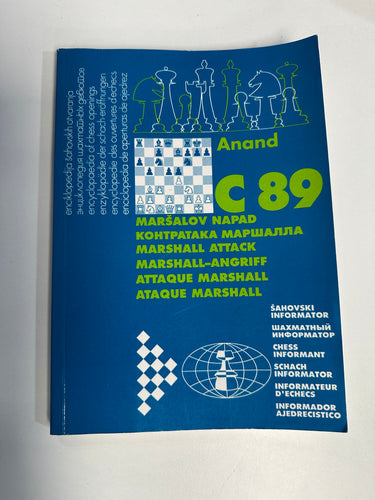 enciklopedija šahovskih otvaranja
энциклопедия шахматных дебютов
encyclopaedia of chess openings
enzyklopädie der schach-eröffnungen
encyclopédie des ouvertures d'echecs
enciclopedia de aperturas de ajedrez
Anand
C 89
MARŠALOV NAPAD
КОНТРАТАКА МАРШАЛЛА
MARSHALL ATTACK
MARSHALL–ANGRIFF
ATTAQUE MARSHALL
ATAQUE MARSHALL
ŠAHOVSKI
INFORMATOR
ШАХМАТНЫЙ
ИНФОРМАТОР
CHESS
INFORMANT
SCHACH
INFORMATOR
INFORMATEUR
D'ECHECS
INFORMADOR
AJEDRECISTICO